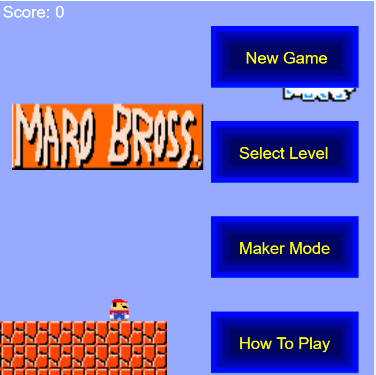 Score: 0
New Game
MARO BROSS.
Select Level
Maker Mode
How To Play